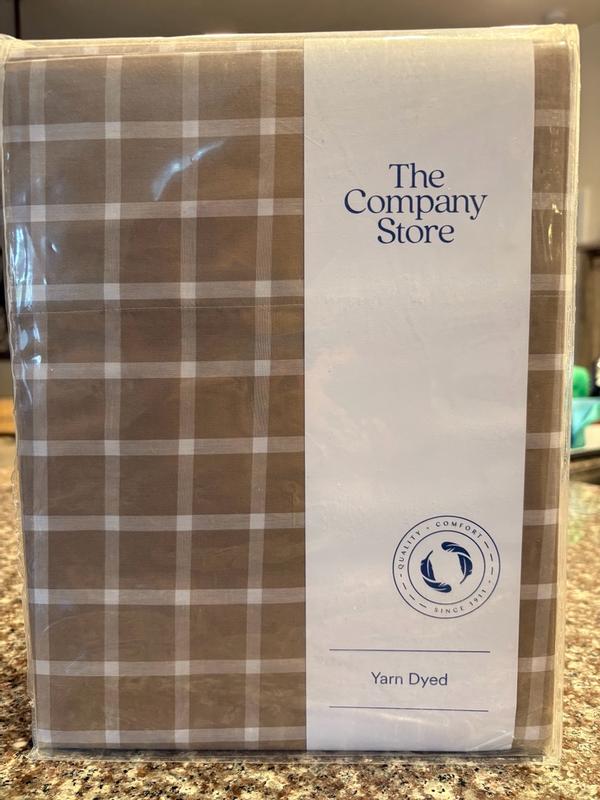 The
Company
Store
QUALITY - COMFORT
SINCE 1911
Yarn Dyed